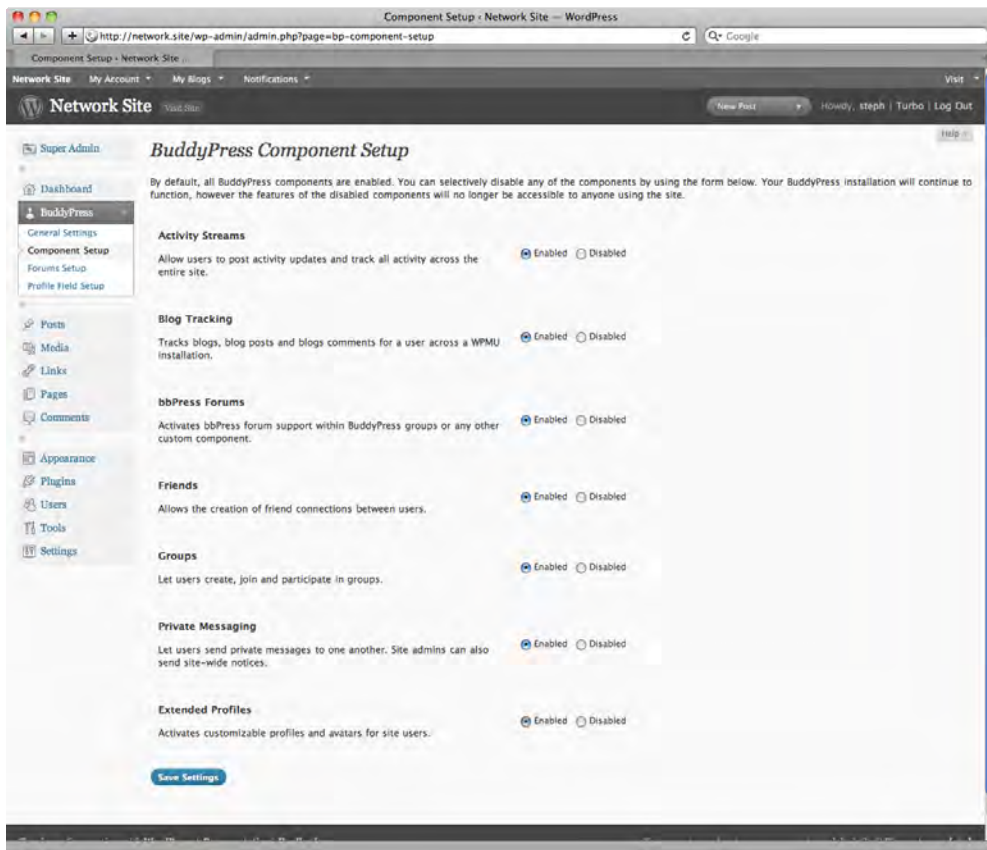 Component Setup ‹ Network Site — WordPress
http://network.site/wp-admin/admin.php?page=bp-component-setup
Google
Component Setup ‹ Network Site ...
Network Site My Account My Blogs Notifications Visit
Network Site Visit Site New Post Howdy, steph | Turbo | Log Out
Help
Super Admin
Dashboard
BuddyPress
General Settings
Component Setup
Forums Setup
Profile Field Setup
Posts
Media
Links
Pages
Comments
Appearance
Plugins
Users
Tools
Settings
BuddyPress Component Setup
By default, all BuddyPress components are enabled. You can selectively disable any of the components by using the form below. Your BuddyPress installation will continue to
function, however the features of the disabled components will no longer be accessible to anyone using the site.
Activity Streams
Allow users to post activity updates and track all activity across the
entire site.
Enabled Disabled
Blog Tracking
Tracks blogs, blog posts and blogs comments for a user across a WPMU
installation.
Enabled Disabled
bbPress Forums
Activates bbPress forum support within BuddyPress groups or any other
custom component.
Enabled Disabled
Friends
Allows the creation of friend connections between users.
Enabled Disabled
Groups
Let users create, join and participate in groups.
Enabled Disabled
Private Messaging
Let users send private messages to one another. Site admins can also
send site-wide notices.
Enabled Disabled
Extended Profiles
Activates customizable profiles and avatars for site users.
Enabled Disabled
Save Settings